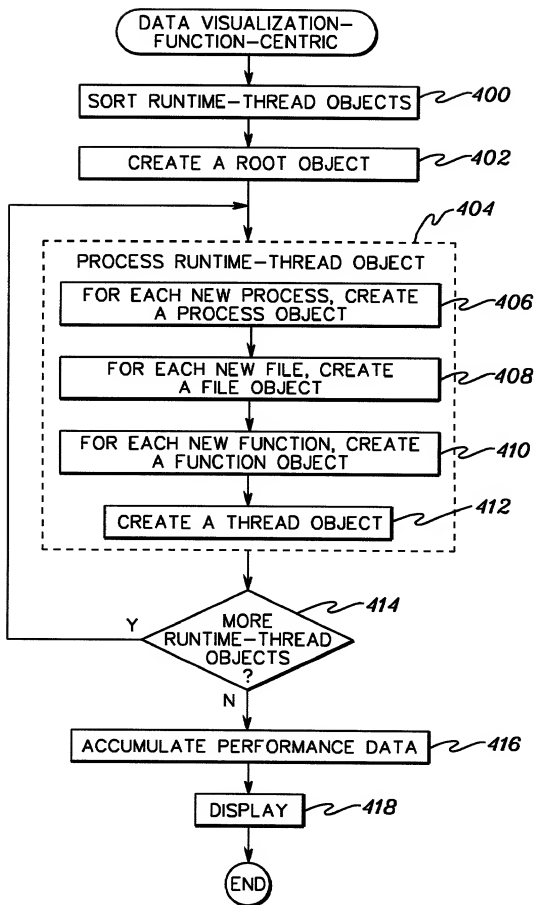 DATA VISUALIZATION-
FUNCTION-CENTRIC
SORT RUNTIME-THREAD OBJECTS
400
CREATE A ROOT OBJECT
402
404
PROCESS RUNTIME-THREAD OBJECT
FOR EACH NEW PROCESS, CREATE
A PROCESS OBJECT
406
FOR EACH NEW FILE, CREATE
A FILE OBJECT
408
FOR EACH NEW FUNCTION, CREATE
A FUNCTION OBJECT
410
CREATE A THREAD OBJECT
412
414
Y
MORE
RUNTIME-THREAD
OBJECTS
?
N
ACCUMULATE PERFORMANCE DATA
416
DISPLAY
418
END